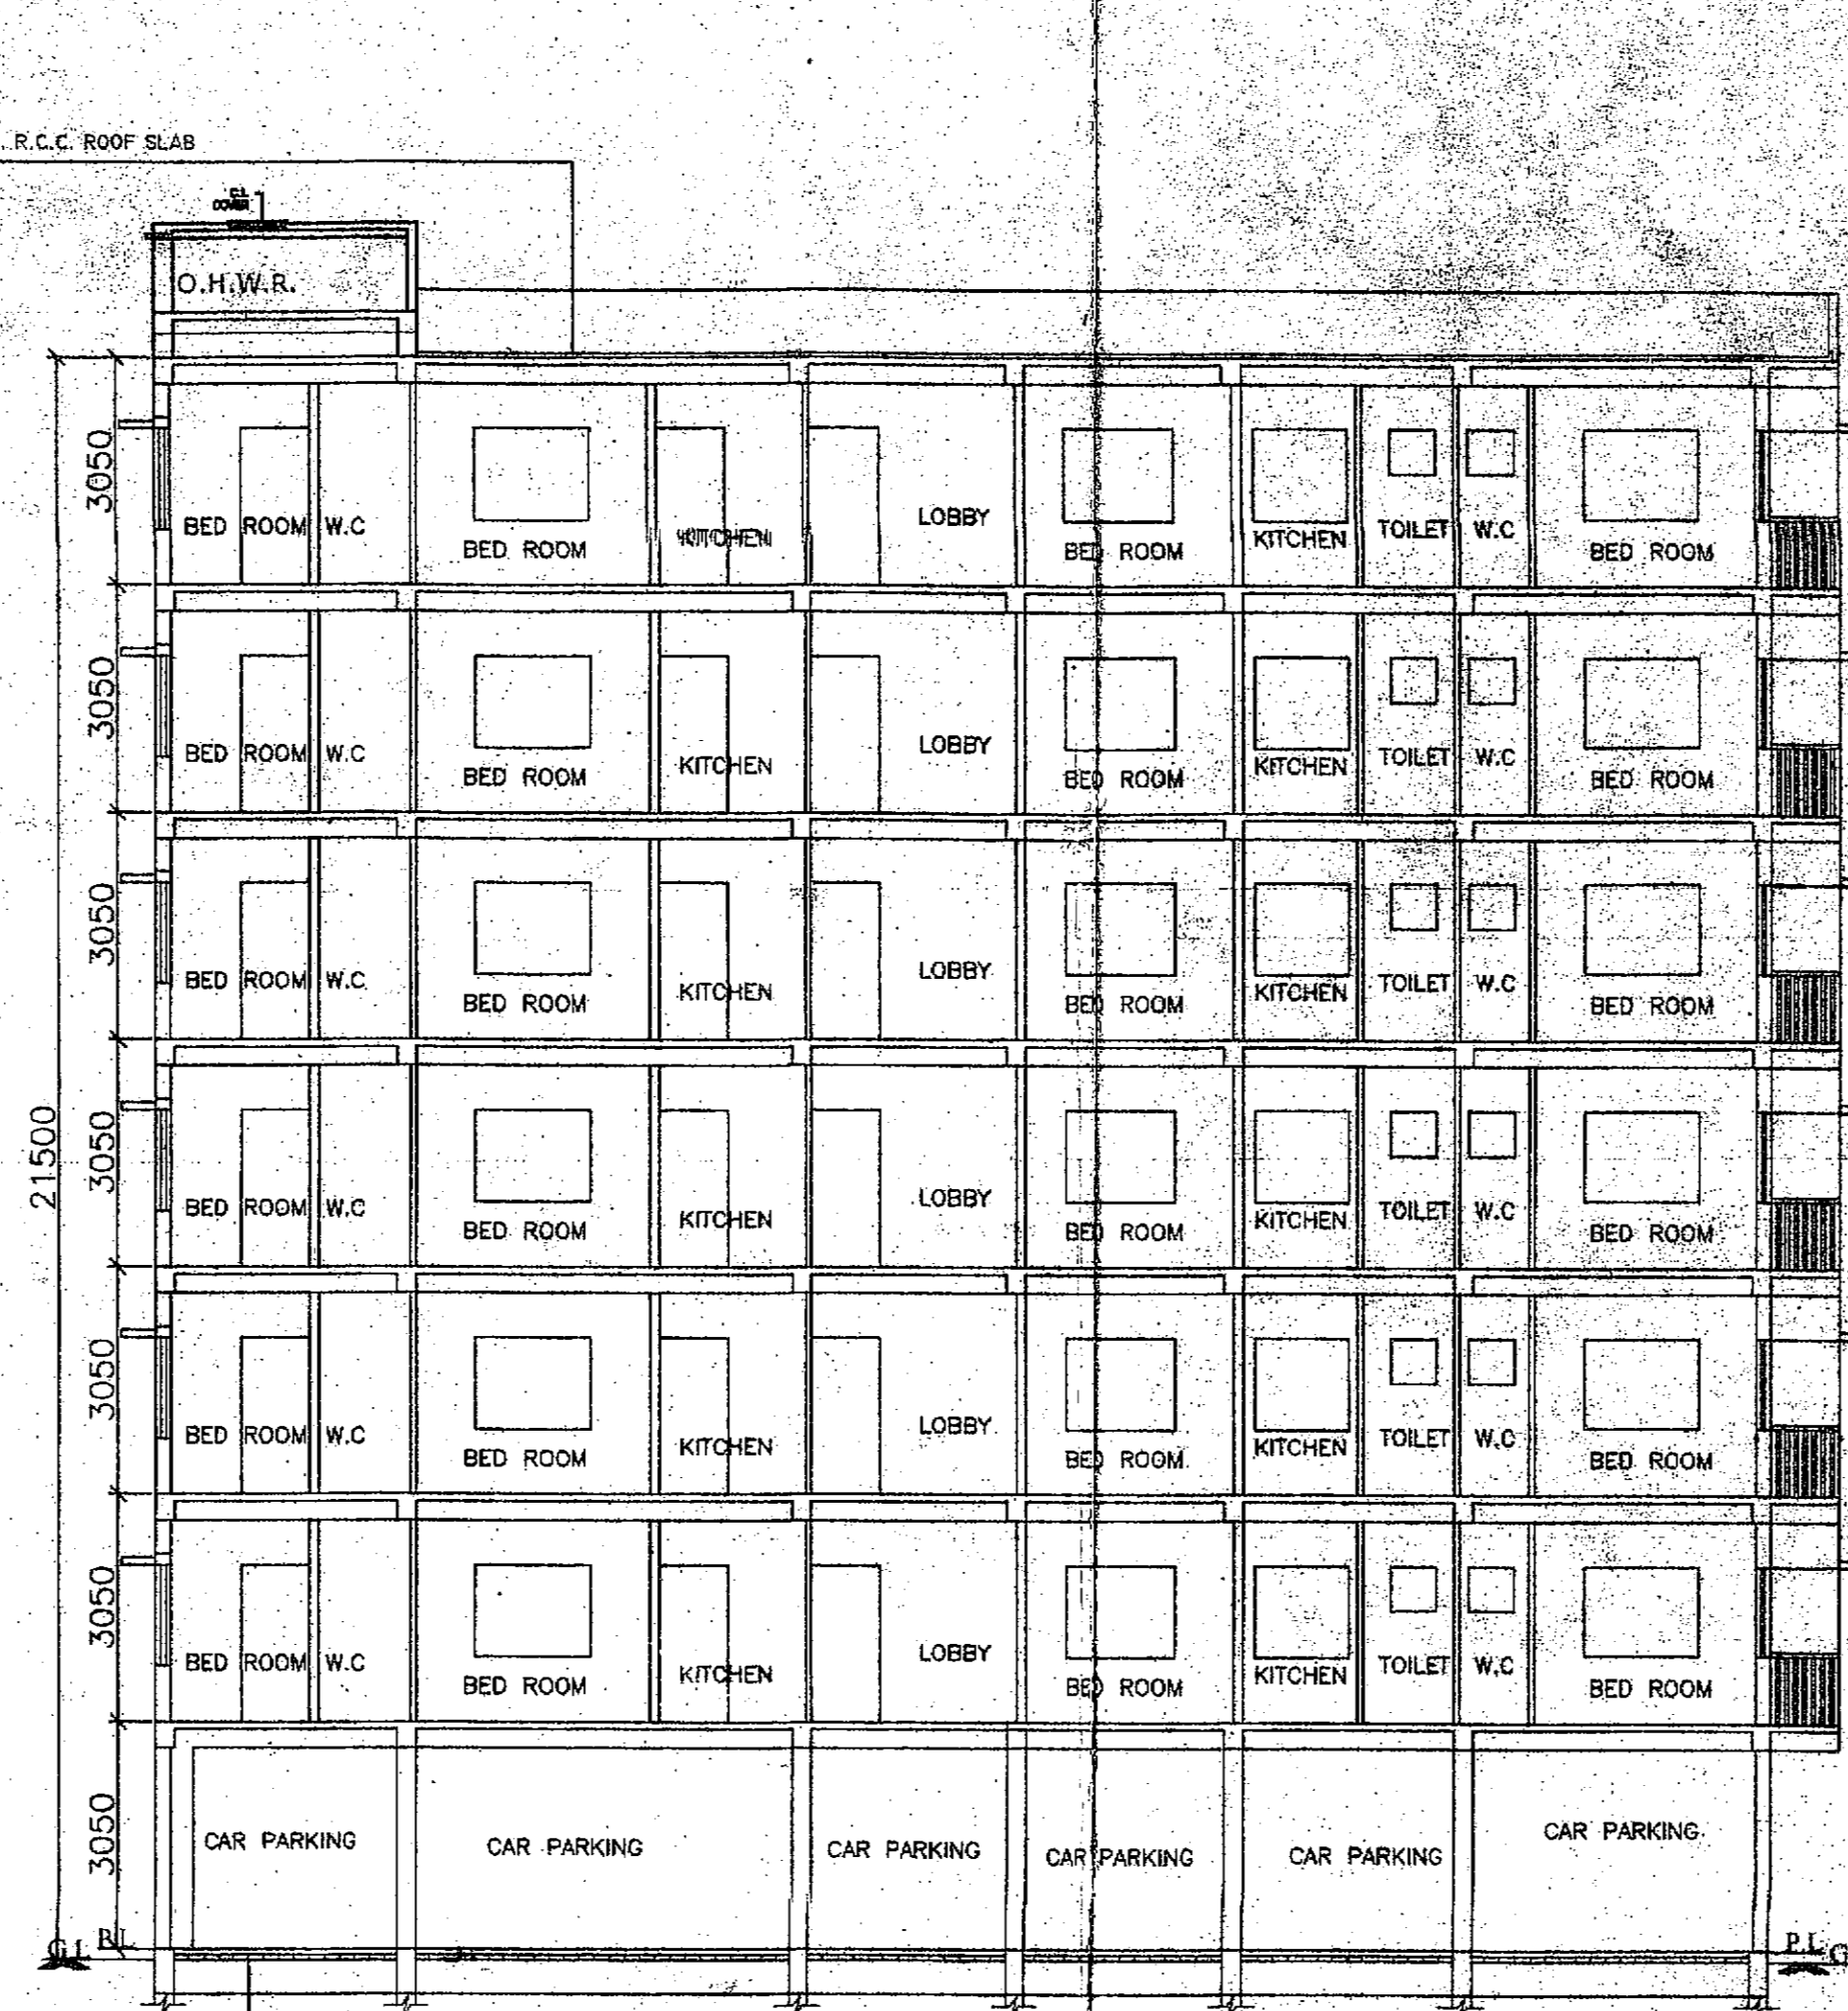 R.C.C. ROOF SLAB
C.I.
COVER
O.H.W.R.
3050
BED ROOM W.C BED ROOM KITCHEN LOBBY BED ROOM KITCHEN TOILET W.C BED ROOM
3050
BED ROOM W.C BED ROOM KITCHEN LOBBY BED ROOM KITCHEN TOILET W.C BED ROOM
3050
BED ROOM W.C BED ROOM KITCHEN LOBBY BED ROOM KITCHEN TOILET W.C BED ROOM
21500
3050
BED ROOM W.C BED ROOM KITCHEN LOBBY BED ROOM KITCHEN TOILET W.C BED ROOM
3050
BED ROOM W.C BED ROOM KITCHEN LOBBY BED ROOM KITCHEN TOILET W.C BED ROOM
3050
BED ROOM W.C BED ROOM KITCHEN LOBBY BED ROOM KITCHEN TOILET W.C BED ROOM
3050
CAR PARKING CAR PARKING CAR PARKING CAR PARKING CAR PARKING CAR PARKING
G.L P.L P.L G